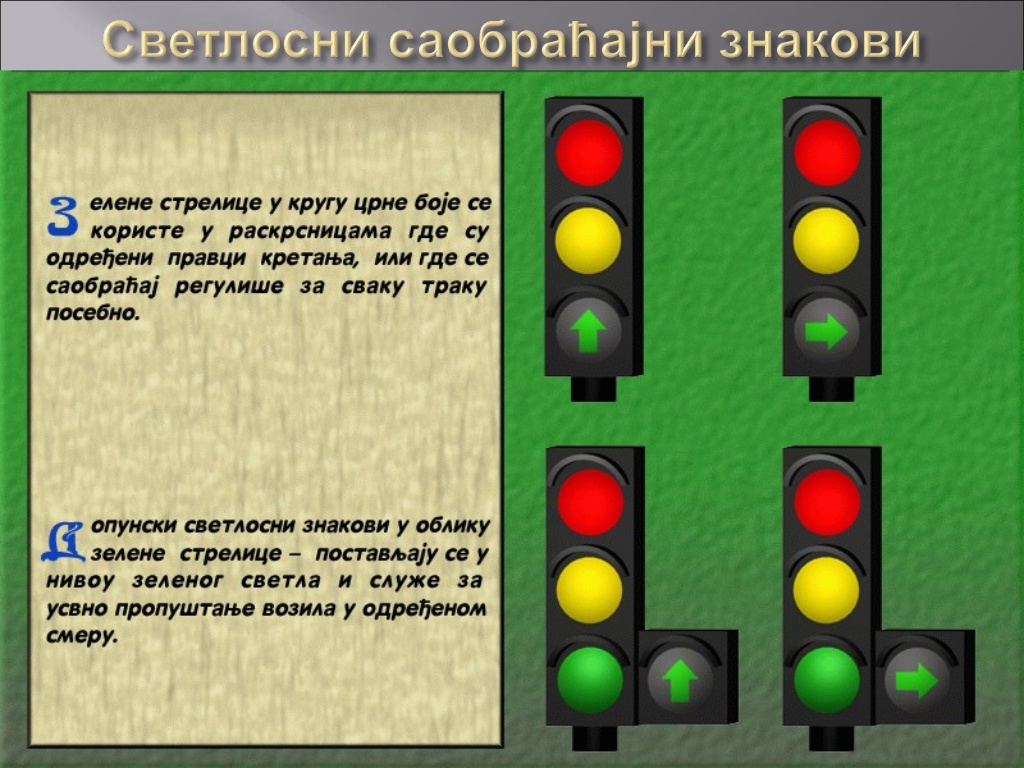 Светлосни саобраћајни знакови
Зелене стрелице у кругу црне боје се
користе у раскрсницама где су
одређени правци кретања, или где се
саобраћај регулише за сваку траку
посебно.
Допунски светлосни знакови у облику
зелене стрелице – постављају се у
нивоу зеленог светла и служе за
усвно пропуштање возила у одређеном
смеру.